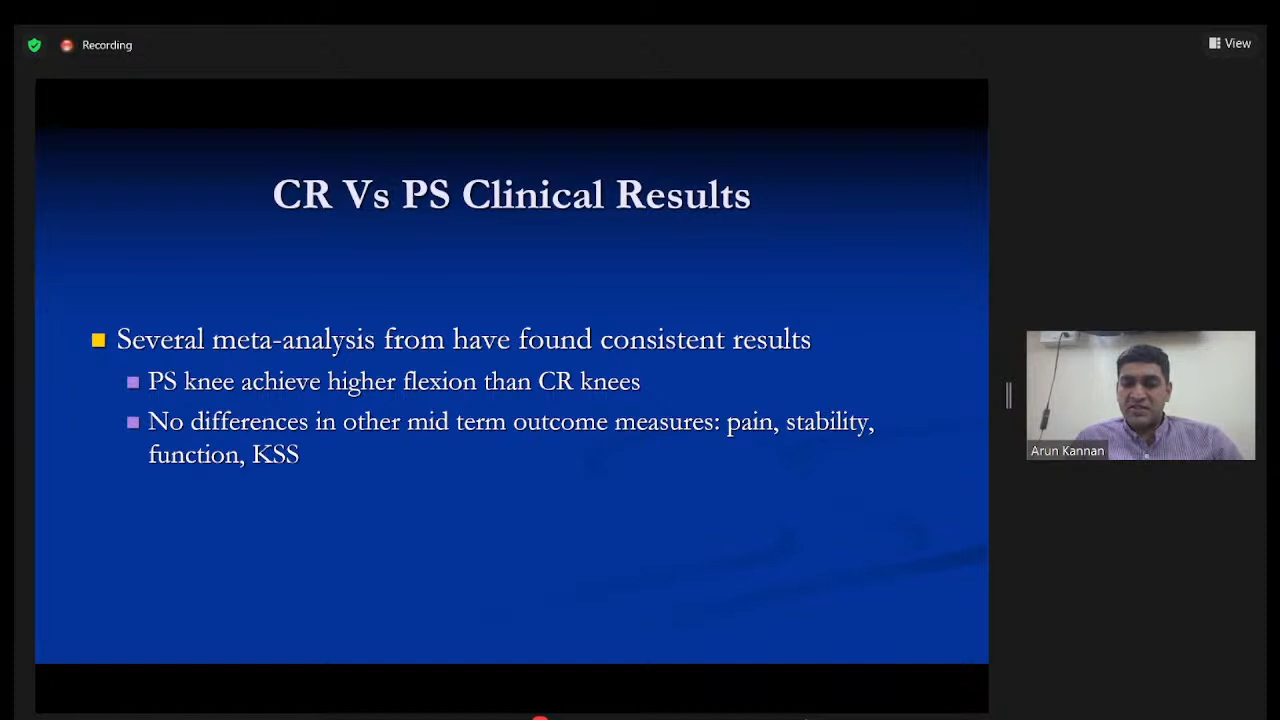 Recording
View
CR Vs PS Clinical Results
Several meta-analysis from have found consistent results
PS knee achieve higher flexion than CR knees
No differences in other mid term outcome measures: pain, stability,
function, KSS
Arun Kannan